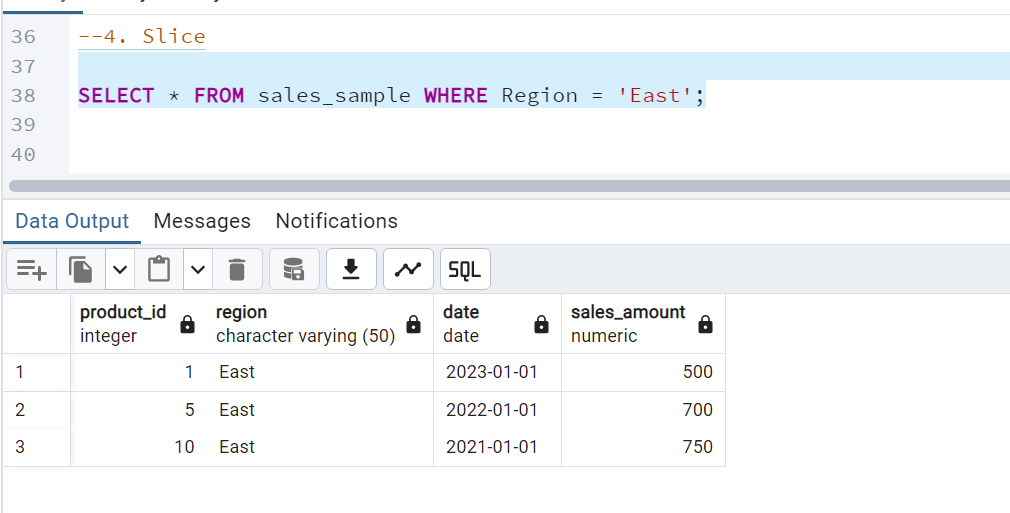 36 --4. Slice
37
38 SELECT * FROM sales_sample WHERE Region = 'East';
39
40
Data Output Messages Notifications
SQL
product_id region date sales_amount
integer character varying (50) date numeric
1 1 East 2023-01-01 500
2 5 East 2022-01-01 700
3 10 East 2021-01-01 750